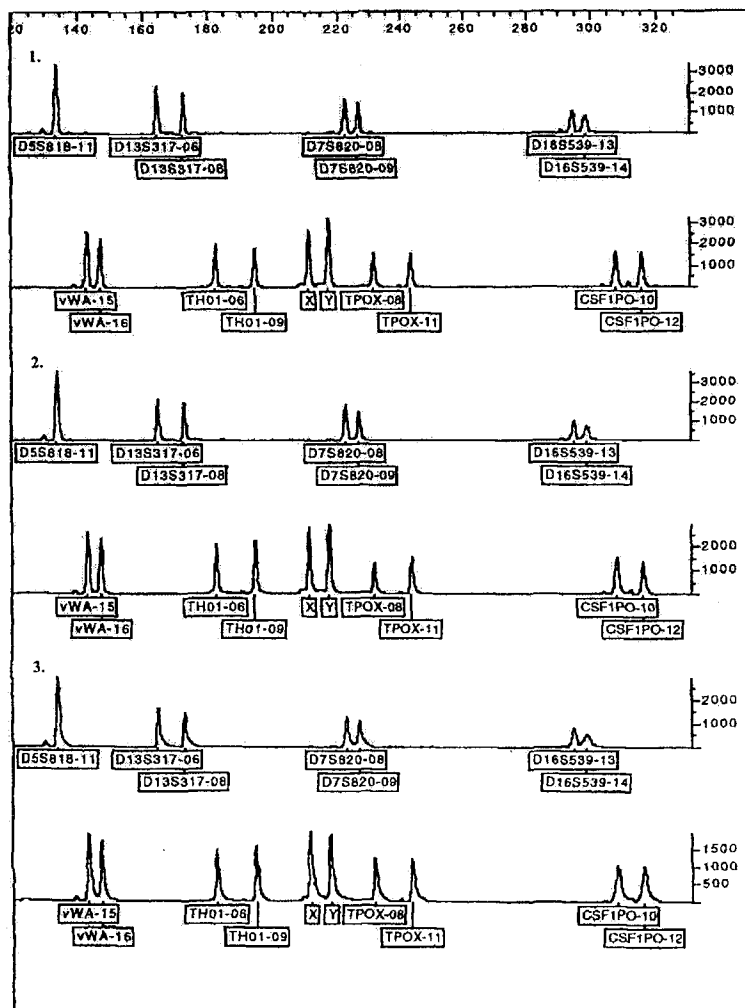 20 140 160 180 200 220 240 260 280 300 320
1.
3000
2000
1000
D5S818-11 D13S317-06 D7S820-08 D16S539-13
D13S317-08 D7S820-09 D16S539-14
3000
2000
1000
vWA-15 TH01-06 X Y TPOX-08 CSF1PO-10
vWA-16 TH01-09 TPOX-11 CSF1PO-12
2.
3000
2000
1000
D5S818-11 D13S317-06 D7S820-08 D16S539-13
D13S317-08 D7S820-09 D16S539-14
2000
1000
vWA-15 TH01-06 X Y TPOX-08 CSF1PO-10
vWA-16 TH01-09 TPOX-11 CSF1PO-12
3.
2000
1000
D5S818-11 D13S317-06 D7S820-08 D16S539-13
D13S317-08 D7S820-09 D16S539-14
1500
1000
500
vWA-15 TH01-06 X Y TPOX-08 CSF1PO-10
vWA-16 TH01-09 TPOX-11 CSF1PO-12